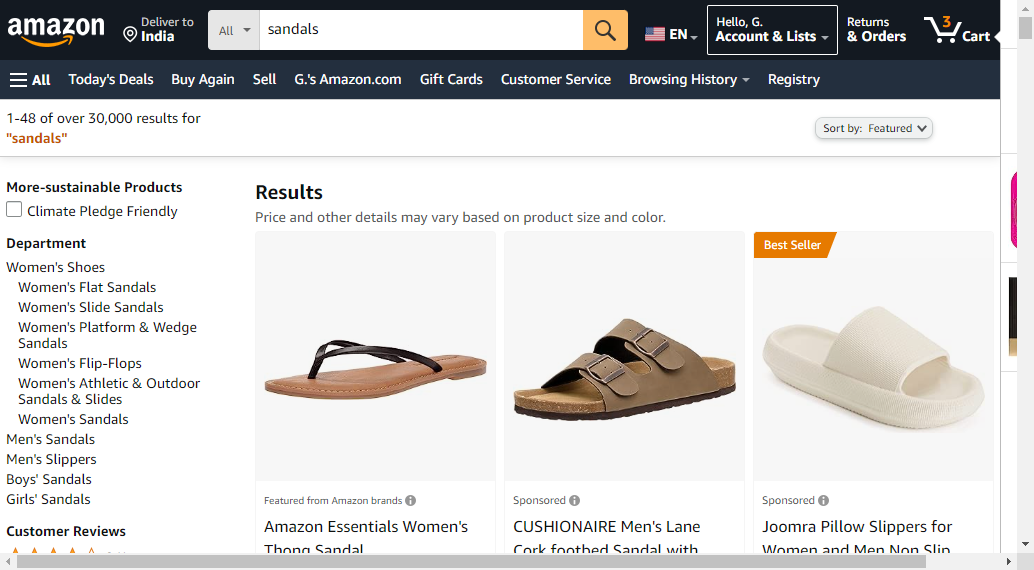 amazon
Deliver to
India
All
sandals
EN
Hello, G.
Account & Lists
Returns
& Orders
3
Cart
All
Today's Deals
Buy Again
Sell
G.'s Amazon.com
Gift Cards
Customer Service
Browsing History
Registry
1-48 of over 30,000 results for
"sandals"
Sort by: Featured
More-sustainable Products
Climate Pledge Friendly
Department
Women's Shoes
Women's Flat Sandals
Women's Slide Sandals
Women's Platform & Wedge
Sandals
Women's Flip-Flops
Women's Athletic & Outdoor
Sandals & Slides
Women's Sandals
Men's Sandals
Men's Slippers
Boys' Sandals
Girls' Sandals
Customer Reviews
Results
Price and other details may vary based on product size and color.
Featured from Amazon brands
Amazon Essentials Women's
Thong Sandal
Sponsored
CUSHIONAIRE Men's Lane
Cork footbed Sandal with
Best Seller
Sponsored
Joomra Pillow Slippers for
Women and Men Non Slip